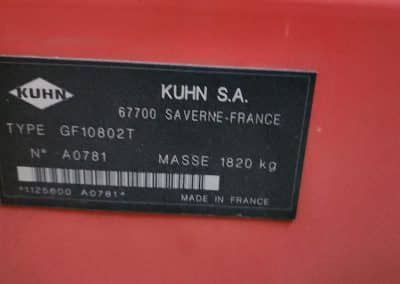 KUHN
KUHN S.A.
67700 SAVERNE-FRANCE
TYPE GF10802T
N° A0781 MASSE 1820 kg
*1125600 A0781*
MADE IN FRANCE